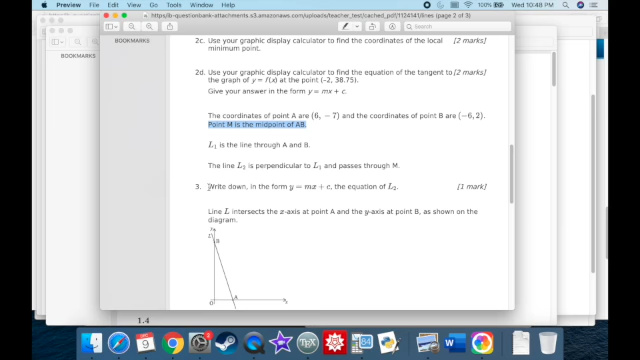 Preview File Edit View Go Tools Window Help
100%
Wed 9 Oct 10:48 PM
https://ib-questionbank-attachments.s3.amazonaws.com/uploads/teacher_test/cached_pdf/1124141/lines (page 2 of 3)
BOOKMARKS
BOOKMARKS
2c. Use your graphic display calculator to find the coordinates of the local [2 marks]
minimum point.
2d. Use your graphic display calculator to find the equation of the tangent to [2 marks]
the graph of y = f(x) at the point (–2, 38.75).
Give your answer in the form y = mx + c.
The coordinates of point A are (6, − 7) and the coordinates of point B are (−6, 2).
Point M is the midpoint of AB.
L₁ is the line through A and B.
The line L₂ is perpendicular to L₁ and passes through M.
3. Write down, in the form y = mx + c, the equation of L₂. [1 mark]
Line L intersects the x-axis at point A and the y-axis at point B, as shown on the
diagram.
y
L
B
A
O
x
1.4